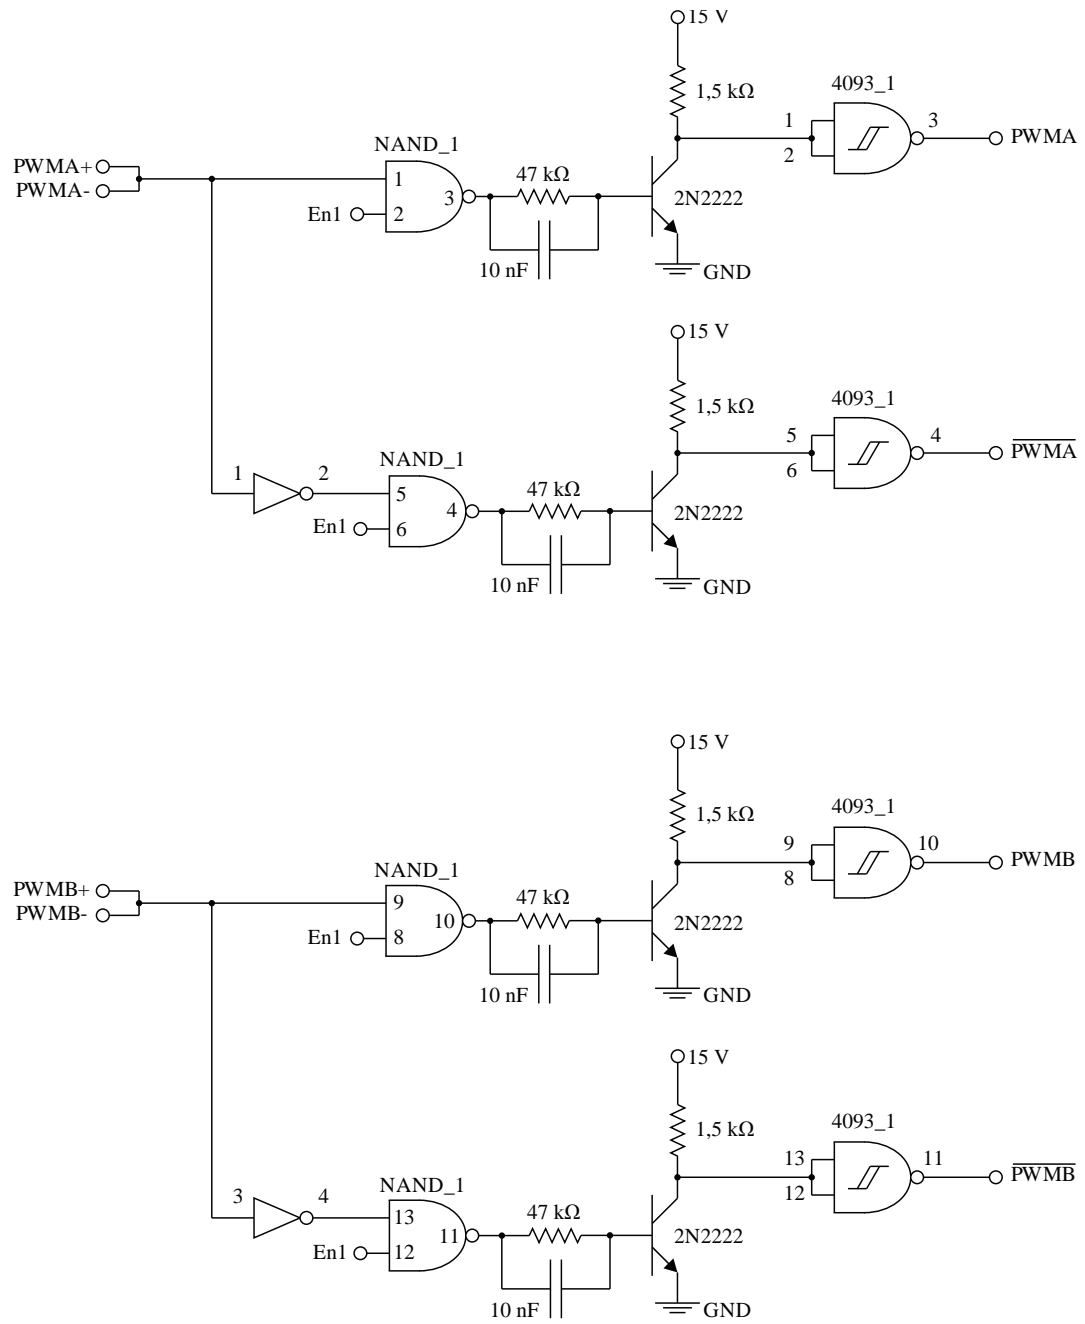 15 V
1,5 kΩ
4093_1
1
2
3
PWMA
NAND_1
PWMA+
PWMA-
1
En1
2
3
47 kΩ
10 nF
2N2222
GND
15 V
1,5 kΩ
4093_1
5
6
4
P̅W̅M̅A̅
NAND_1
1
2
5
En1
6
4
47 kΩ
10 nF
2N2222
GND
15 V
1,5 kΩ
4093_1
9
8
10
PWMB
NAND_1
PWMB+
PWMB-
9
En1
8
10
47 kΩ
10 nF
2N2222
GND
15 V
1,5 kΩ
4093_1
13
12
11
P̅W̅M̅B̅
NAND_1
3
4
13
En1
12
11
47 kΩ
10 nF
2N2222
GND